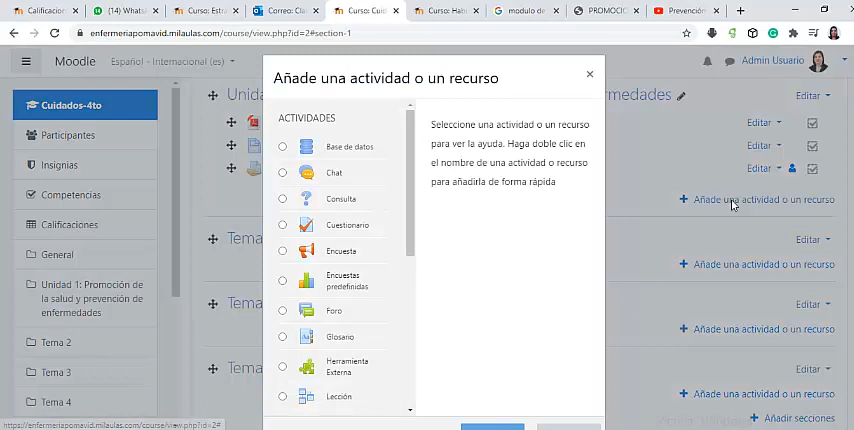 Calificacione
(14) WhatsA
Curso: Estra
Correo: Clau
Curso: Cuid
Curso: Habi
modulo de
PROMOCIO
Prevención
enfermeriapomavid.milaulas.com/course/view.php?id=2#section-1
Moodle
Español - Internacional (es)
Admin Usuario
Cuidados-4to
Participantes
Insignias
Competencias
Calificaciones
General
Unidad 1: Promoción de
la salud y prevención de
enfermedades
Tema 2
Tema 3
Tema 4
https://enfermeriapomavid.milaulas.com/course/view.php?id=2#
Añade una actividad o un recurso
×
ACTIVIDADES
Base de datos
Chat
Consulta
Cuestionario
Encuesta
Encuestas
predefinidas
Foro
Glosario
Herramienta
Externa
Lección
Seleccione una actividad o un recurso
para ver la ayuda. Haga doble clic en
el nombre de una actividad o recurso
para añadirla de forma rápida
Unida
medades
Editar
Editar
Editar
Editar
+ Añade una actividad o un recurso
Tema
Editar
+ Añade una actividad o un recurso
Tema
Editar
+ Añade una actividad o un recurso
Tema
Editar
+ Añade una actividad o un recurso
+ Añadir secciones